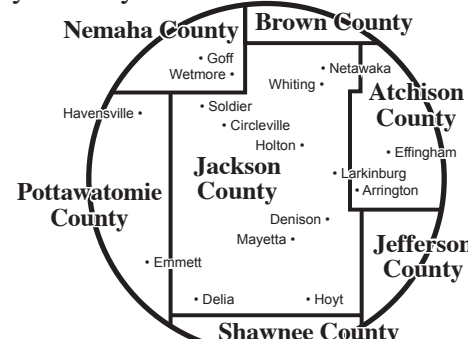 Nemaha County
Brown County
Goff
Wetmore
Netawaka
Whiting
Atchison
County
Havensville
Soldier
Circleville
Holton
Effingham
Jackson
County
Larkinburg
Arrington
Pottawatomie
County
Denison
Mayetta
Jefferson
County
Emmett
Delia
Hoyt
Shawnee County